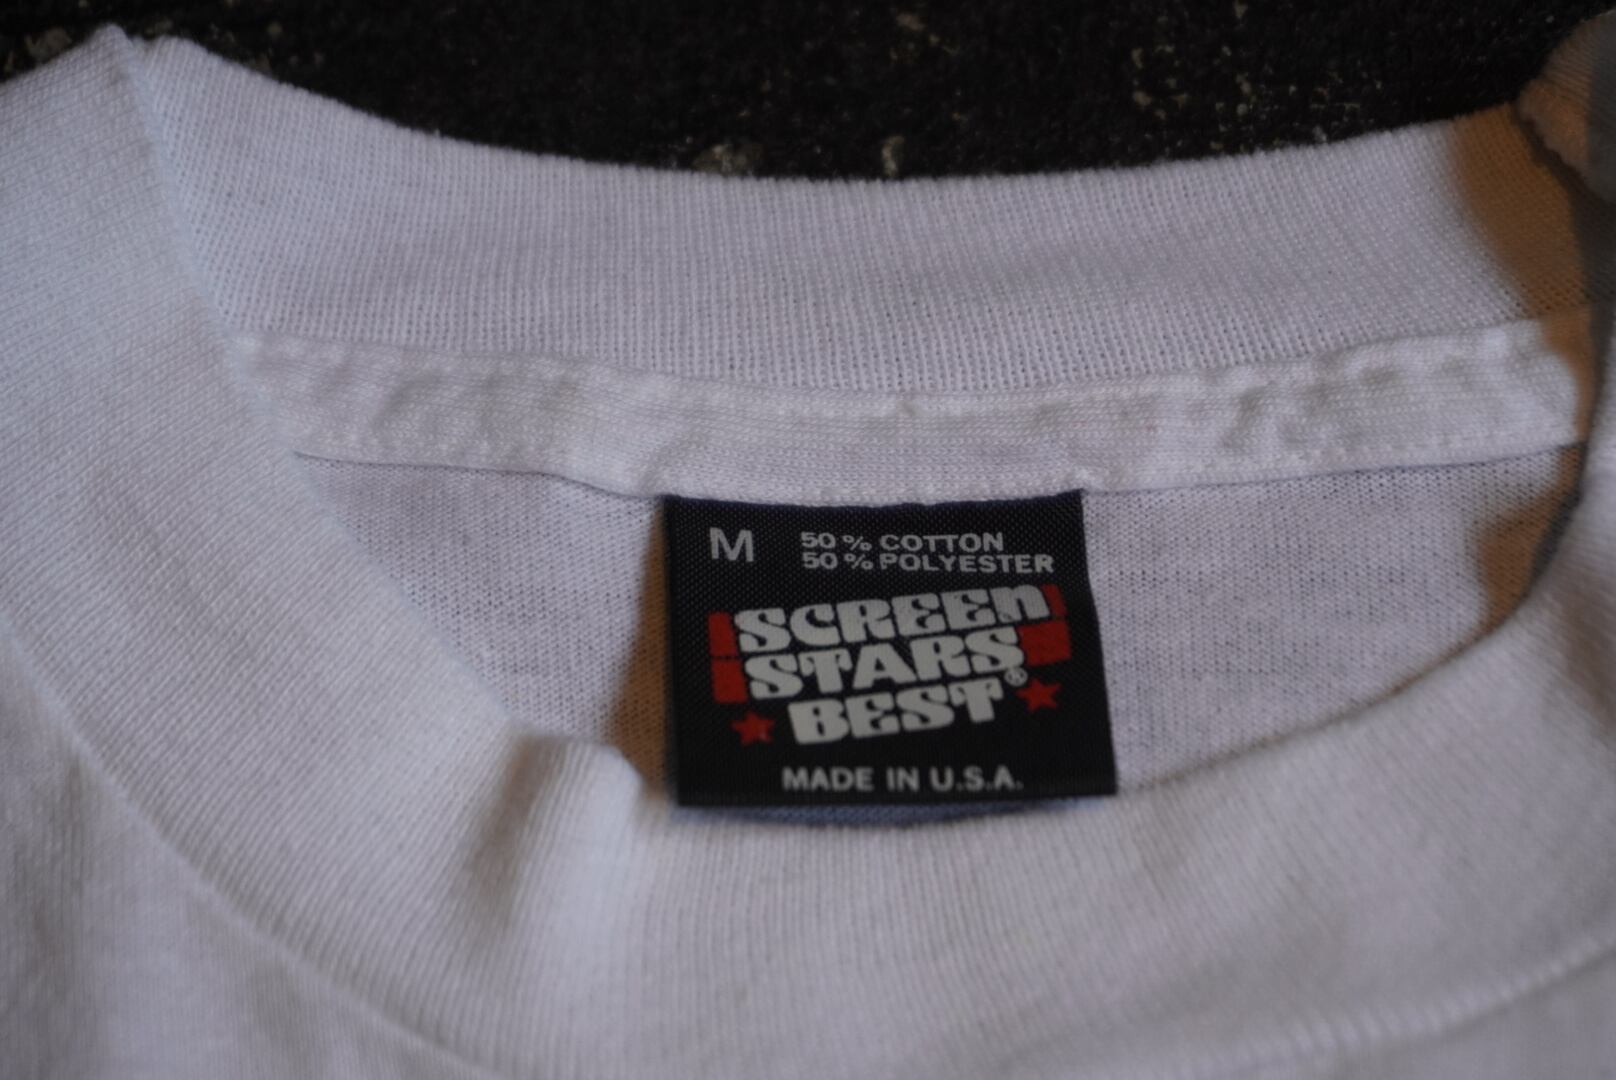 M
50% COTTON
50% POLYESTER
SCREEN
STARS
BEST®
MADE IN U.S.A.